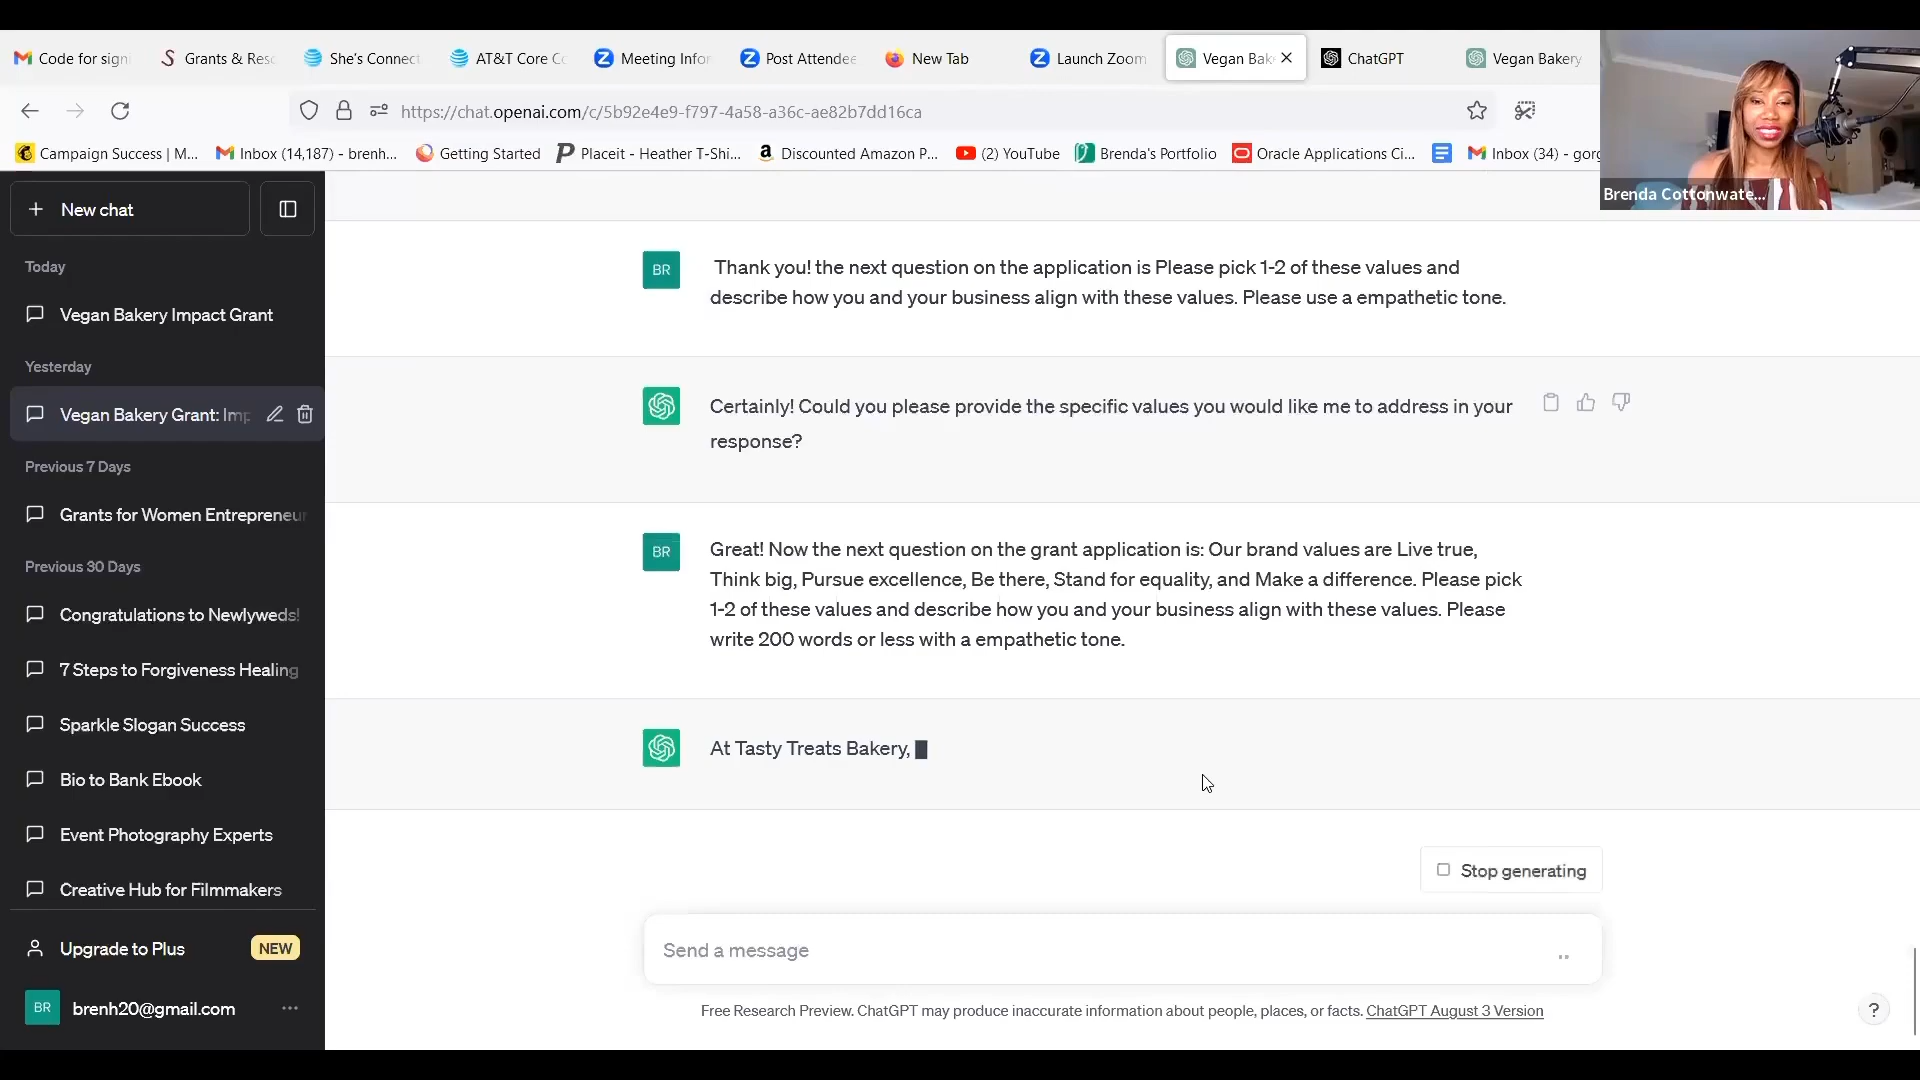 Code for sign
Grants & Reso
She's Connect
AT&T Core Co
Meeting Infor
Post Attendee
New Tab
Launch Zoom
Vegan Bak
ChatGPT
Vegan Bakery
https://chat.openai.com/c/5b92e4e9-f797-4a58-a36c-ae82b7dd16ca
Campaign Success | M...
Inbox (14,187) - brenh...
Getting Started
Placeit - Heather T-Shi...
Discounted Amazon P...
(2) YouTube
Brenda's Portfolio
Oracle Applications Ci...
Inbox (34) - gorg
Brenda Cottonwate...
New chat
Today
Vegan Bakery Impact Grant
Yesterday
Vegan Bakery Grant: Imp
Previous 7 Days
Grants for Women Entrepreneur
Previous 30 Days
Congratulations to Newlyweds!
7 Steps to Forgiveness Healing
Sparkle Slogan Success
Bio to Bank Ebook
Event Photography Experts
Creative Hub for Filmmakers
Upgrade to Plus NEW
BR brenh20@gmail.com
BR
Thank you! the next question on the application is Please pick 1-2 of these values and
describe how you and your business align with these values. Please use a empathetic tone.
Certainly! Could you please provide the specific values you would like me to address in your
response?
BR
Great! Now the next question on the grant application is: Our brand values are Live true,
Think big, Pursue excellence, Be there, Stand for equality, and Make a difference. Please pick
1-2 of these values and describe how you and your business align with these values. Please
write 200 words or less with a empathetic tone.
At Tasty Treats Bakery,
Stop generating
Send a message
Free Research Preview. ChatGPT may produce inaccurate information about people, places, or facts. ChatGPT August 3 Version
?